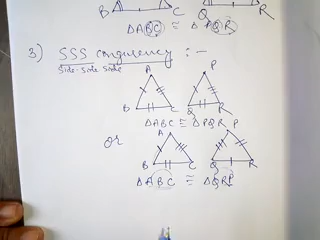 B C Q R
ΔABC ≅ ΔPQR
3) SSS congruency :-
Side-Side Side
A P
B C Q R
ΔABC ≅ ΔPQR
or
A P
B C Q R
ΔABC ≅ ΔQRP